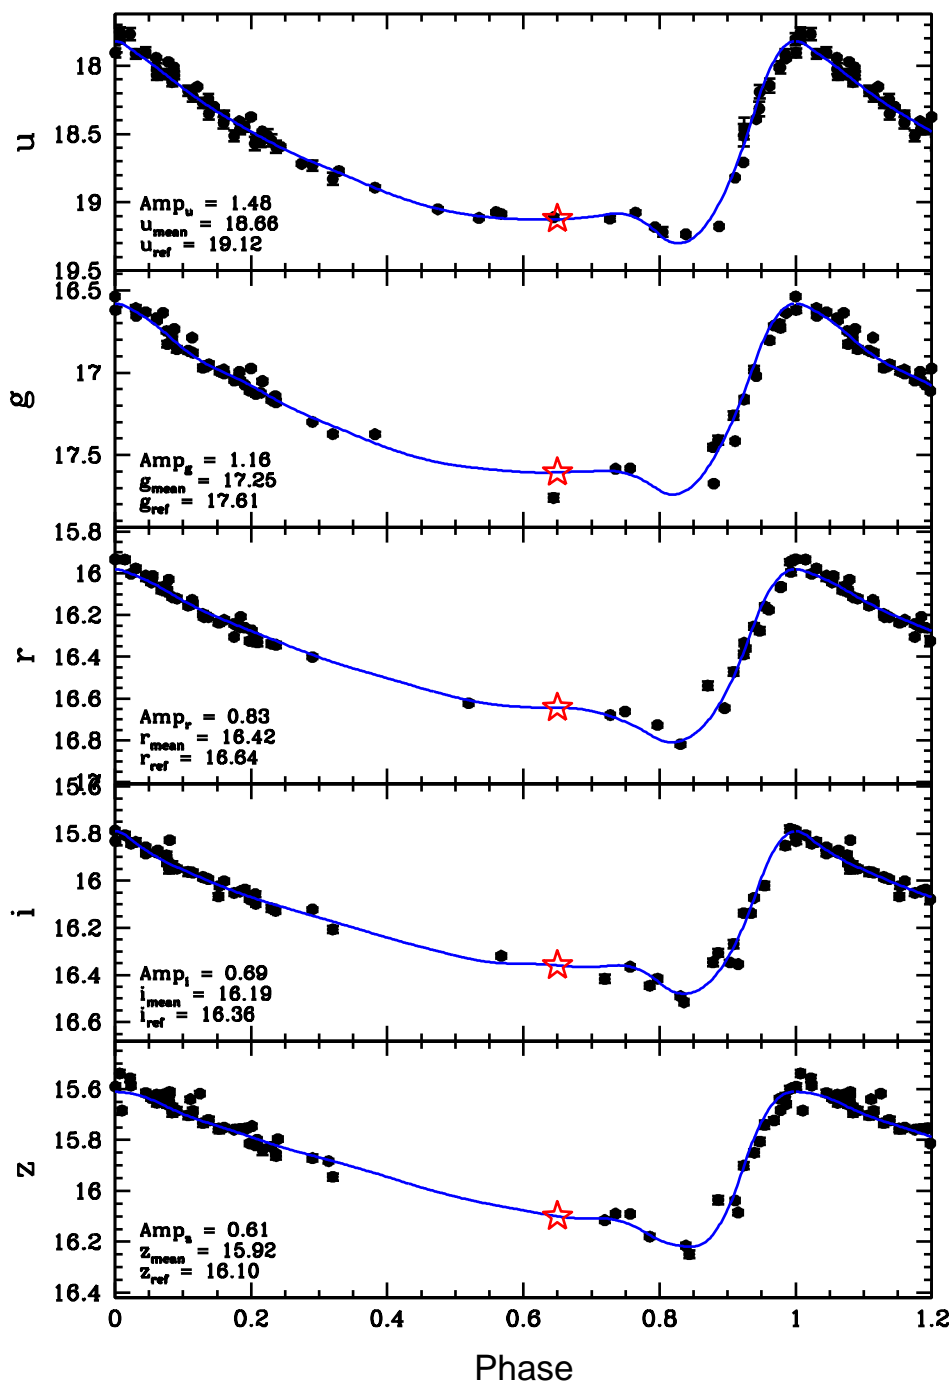 18
18.5
19
19.5
u
Amp_u = 1.48
u_mean = 18.66
u_ref = 19.12
16.5
17
17.5
g
Amp_g = 1.16
g_mean = 17.25
g_ref = 17.61
15.8
16
16.2
16.4
16.6
16.8
17
r
Amp_r = 0.83
r_mean = 16.42
r_ref = 16.64
15.6
15.8
16
16.2
16.4
16.6
i
Amp_i = 0.69
i_mean = 16.19
i_ref = 16.36
15.6
15.8
16
16.2
16.4
z
Amp_z = 0.61
z_mean = 15.92
z_ref = 16.10
0 0.2 0.4 0.6 0.8 1 1.2
Phase